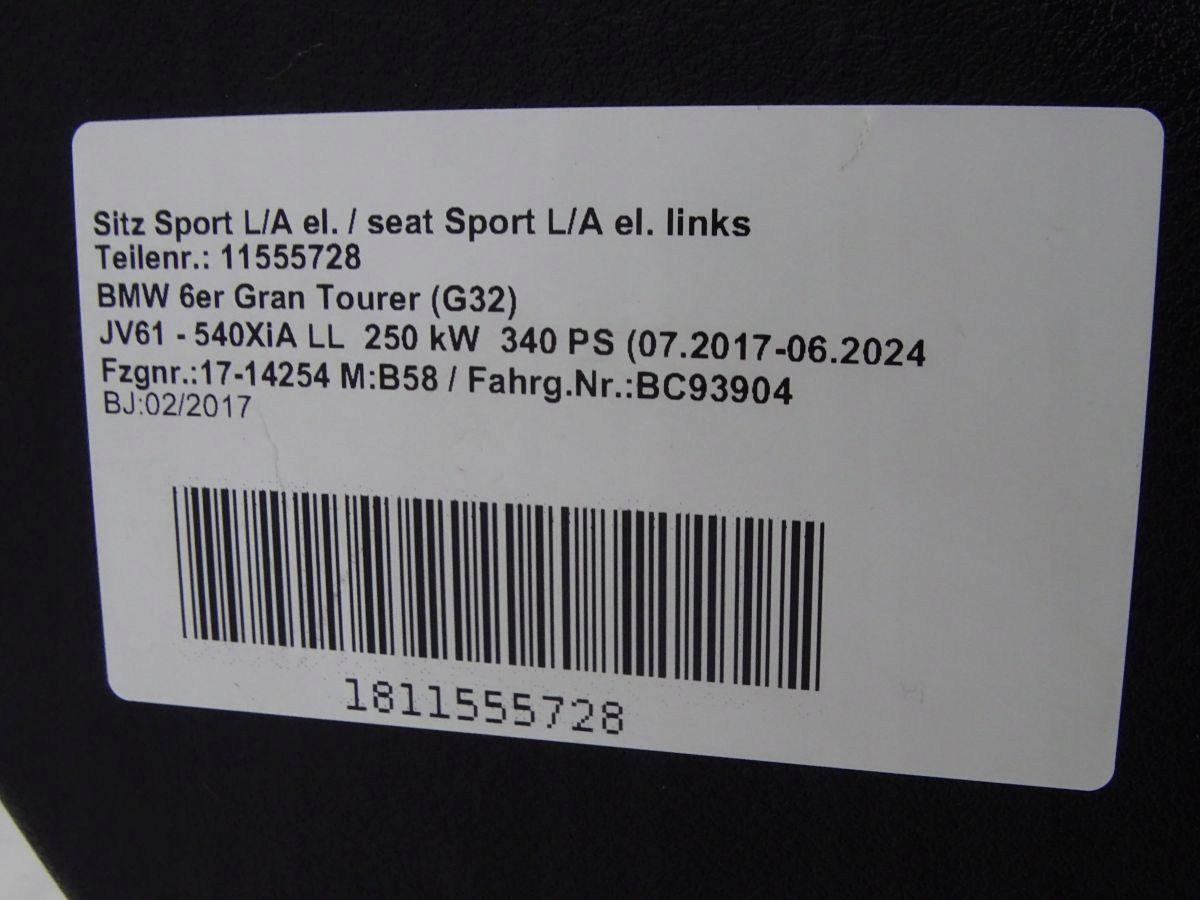 Sitz Sport L/A el. / seat Sport L/A el. links
Teilenr.: 11555728
BMW 6er Gran Tourer (G32)
JV61 - 540XiA LL 250 kW 340 PS (07.2017-06.2024
Fzgnr.:17-14254 M:B58 / Fahrg.Nr.:BC93904
BJ:02/2017
1811555728